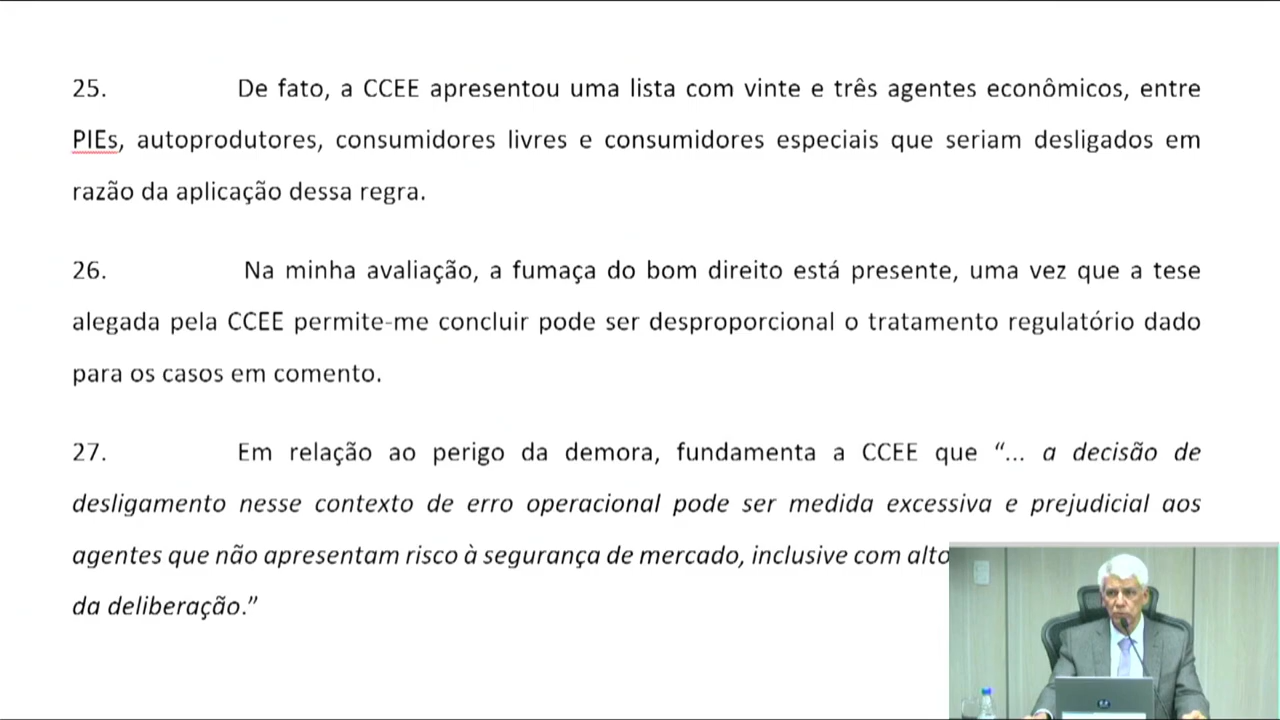 25. De fato, a CCEE apresentou uma lista com vinte e três agentes econômicos, entre
PIEs, autoprodutores, consumidores livres e consumidores especiais que seriam desligados em
razão da aplicação dessa regra.
26. Na minha avaliação, a fumaça do bom direito está presente, uma vez que a tese
alegada pela CCEE permite-me concluir pode ser desproporcional o tratamento regulatório dado
para os casos em comento.
27. Em relação ao perigo da demora, fundamenta a CCEE que “... a decisão de
desligamento nesse contexto de erro operacional pode ser medida excessiva e prejudicial aos
agentes que não apresentam risco à segurança de mercado, inclusive com alto
da deliberação.”